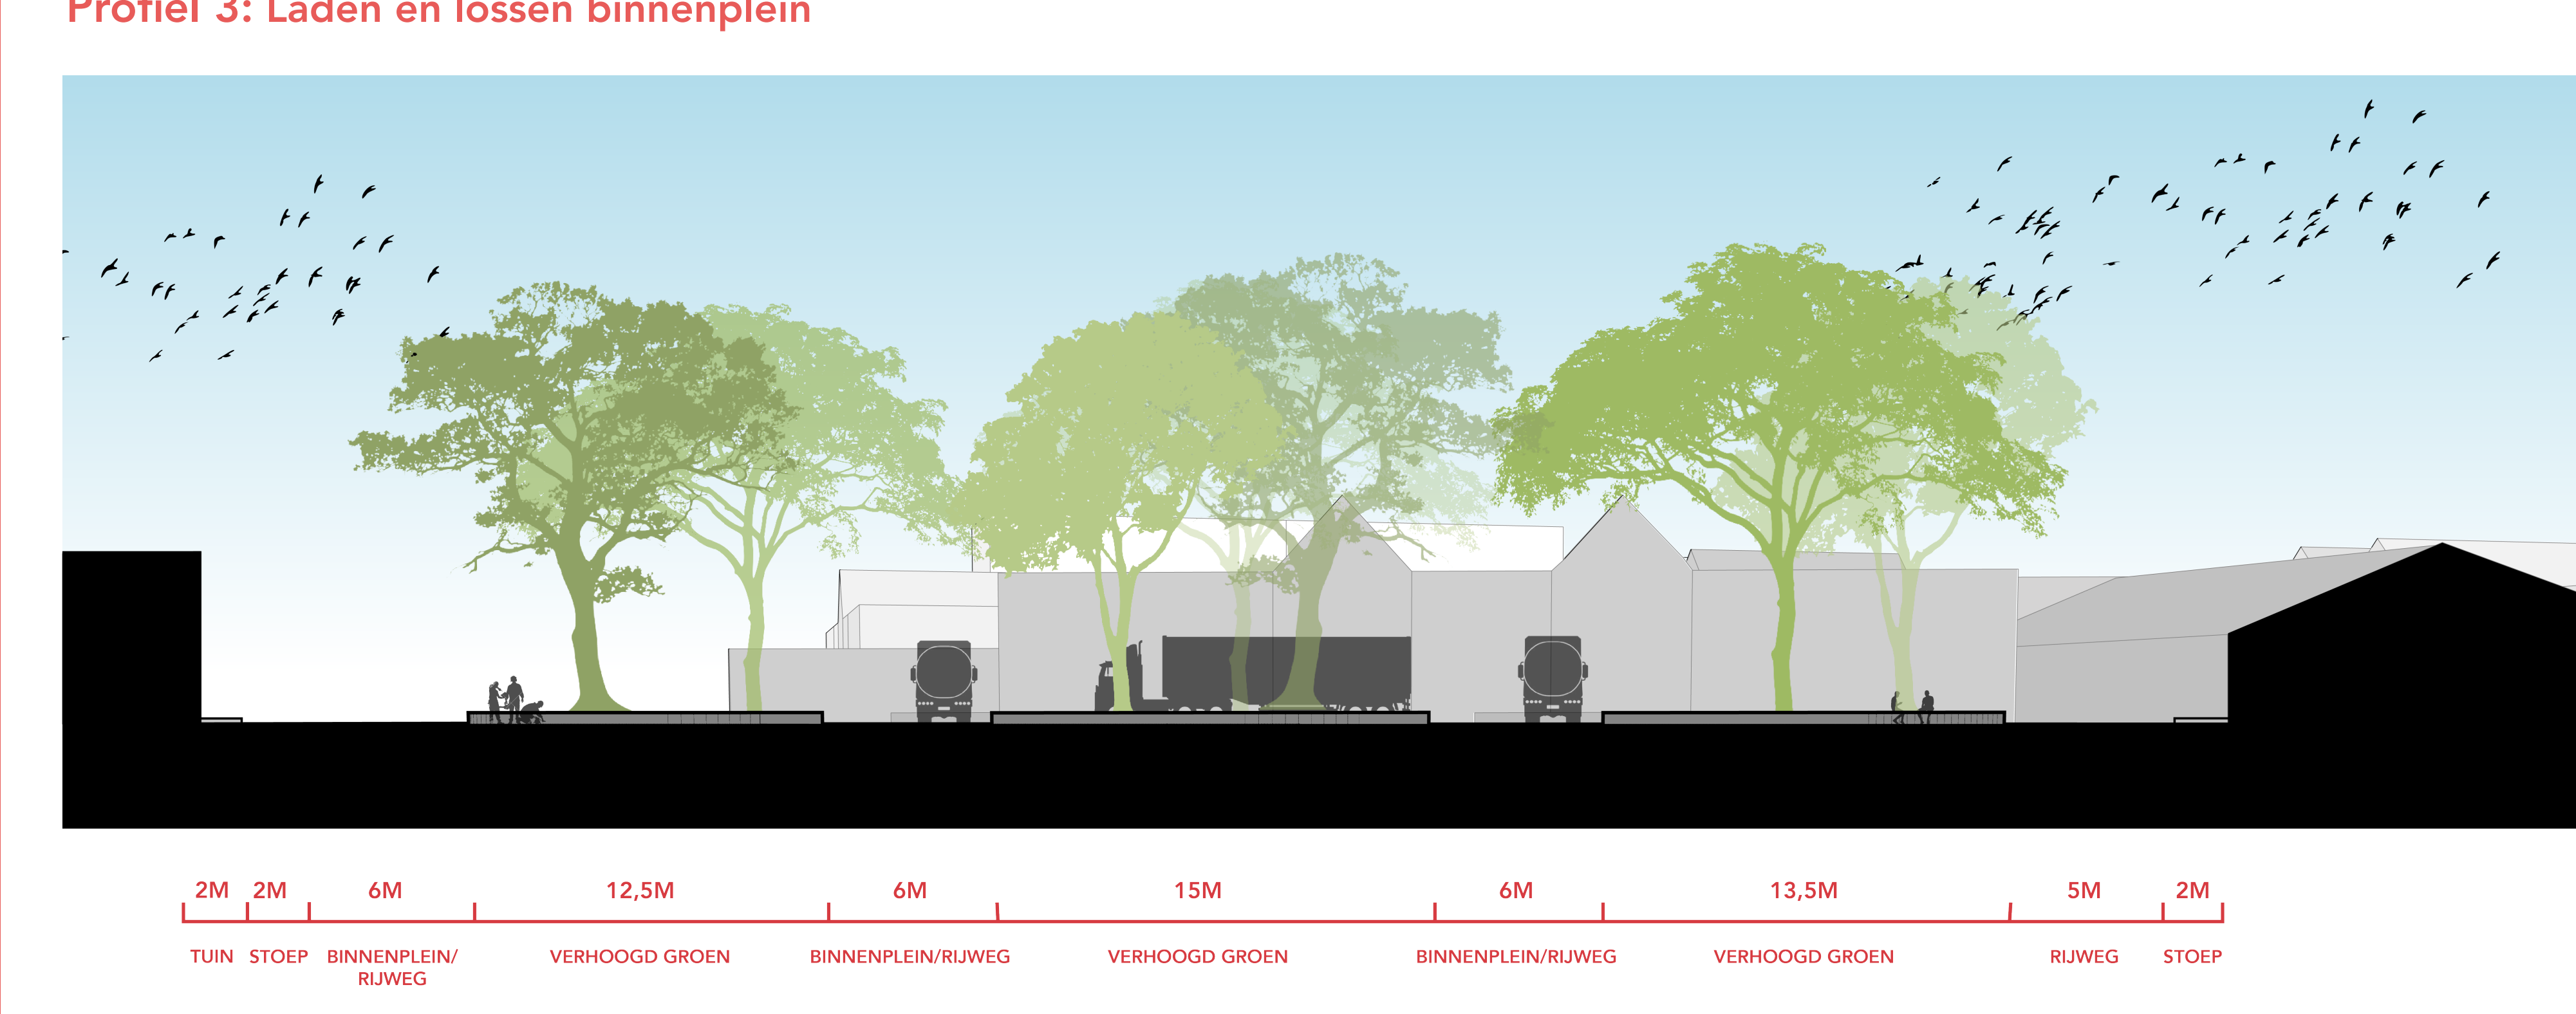 Profiel 3: Laden en lossen binnenplein
2M 2M 6M 12,5M 6M 15M 6M 13,5M 5M 2M
TUIN STOEP BINNENPLEIN/ VERHOOGD GROEN BINNENPLEIN/RIJWEG VERHOOGD GROEN BINNENPLEIN/RIJWEG VERHOOGD GROEN RIJWEG STOEP
RIJWEG